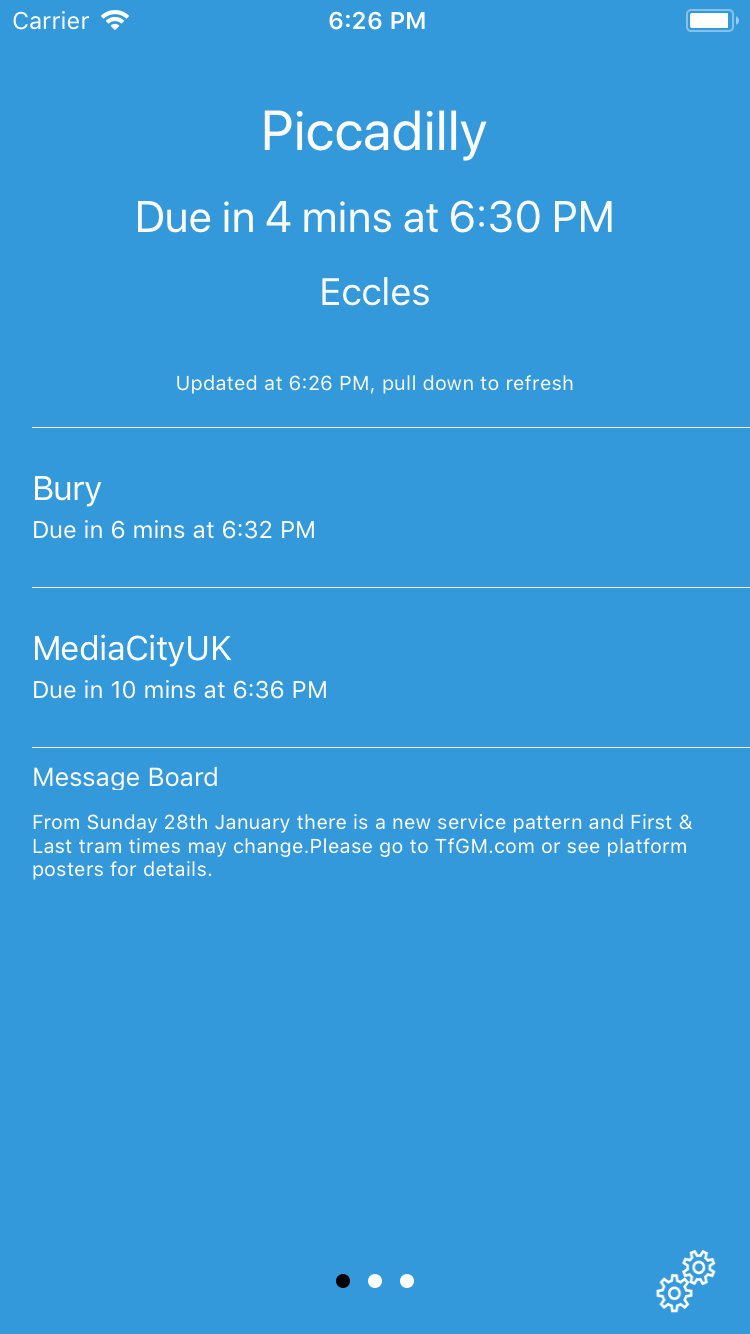 Carrier
6:26 PM
Piccadilly
Due in 4 mins at 6:30 PM
Eccles
Updated at 6:26 PM, pull down to refresh
Bury
Due in 6 mins at 6:32 PM
MediaCityUK
Due in 10 mins at 6:36 PM
Message Board
From Sunday 28th January there is a new service pattern and First &
Last tram times may change.Please go to TfGM.com or see platform
posters for details.